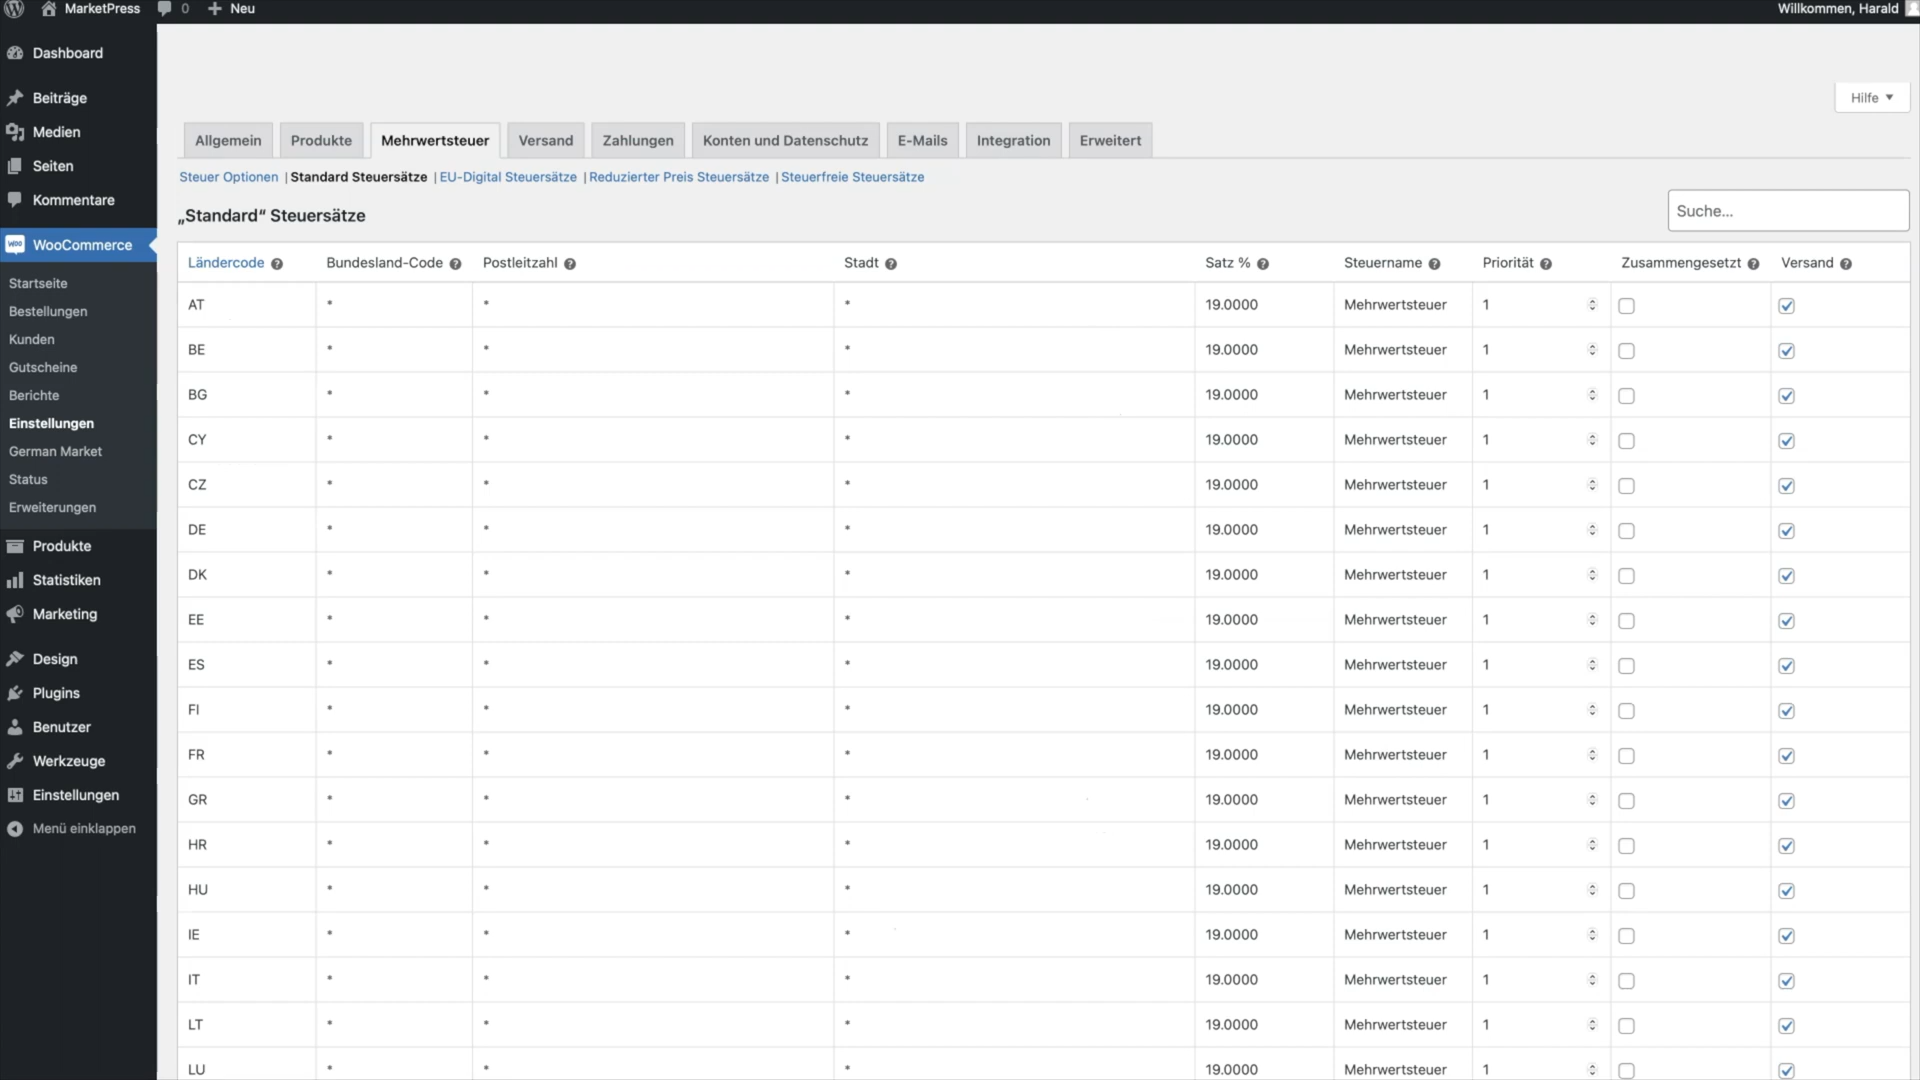 MarketPress 0 Neu Willkommen, Harald
Dashboard
Beiträge
Medien
Seiten
Kommentare
WooCommerce
Startseite
Bestellungen
Kunden
Gutscheine
Berichte
Einstellungen
German Market
Status
Erweiterungen
Produkte
Statistiken
Marketing
Design
Plugins
Benutzer
Werkzeuge
Einstellungen
Menü einklappen
Hilfe
Allgemein Produkte Mehrwertsteuer Versand Zahlungen Konten und Datenschutz E-Mails Integration Erweitert
Steuer Optionen | Standard Steuersätze | EU-Digital Steuersätze | Reduzierter Preis Steuersätze | Steuerfreie Steuersätze
„Standard“ Steuersätze
Suche...
Ländercode Bundesland-Code Postleitzahl Stadt Satz % Steuername Priorität Zusammengesetzt Versand
AT * * * 19.0000 Mehrwertsteuer 1
BE * * * 19.0000 Mehrwertsteuer 1
BG * * * 19.0000 Mehrwertsteuer 1
CY * * * 19.0000 Mehrwertsteuer 1
CZ * * * 19.0000 Mehrwertsteuer 1
DE * * * 19.0000 Mehrwertsteuer 1
DK * * * 19.0000 Mehrwertsteuer 1
EE * * * 19.0000 Mehrwertsteuer 1
ES * * * 19.0000 Mehrwertsteuer 1
FI * * * 19.0000 Mehrwertsteuer 1
FR * * * 19.0000 Mehrwertsteuer 1
GR * * * 19.0000 Mehrwertsteuer 1
HR * * * 19.0000 Mehrwertsteuer 1
HU * * * 19.0000 Mehrwertsteuer 1
IE * * * 19.0000 Mehrwertsteuer 1
IT * * * 19.0000 Mehrwertsteuer 1
LT * * * 19.0000 Mehrwertsteuer 1
LU * * * 19.0000 Mehrwertsteuer 1